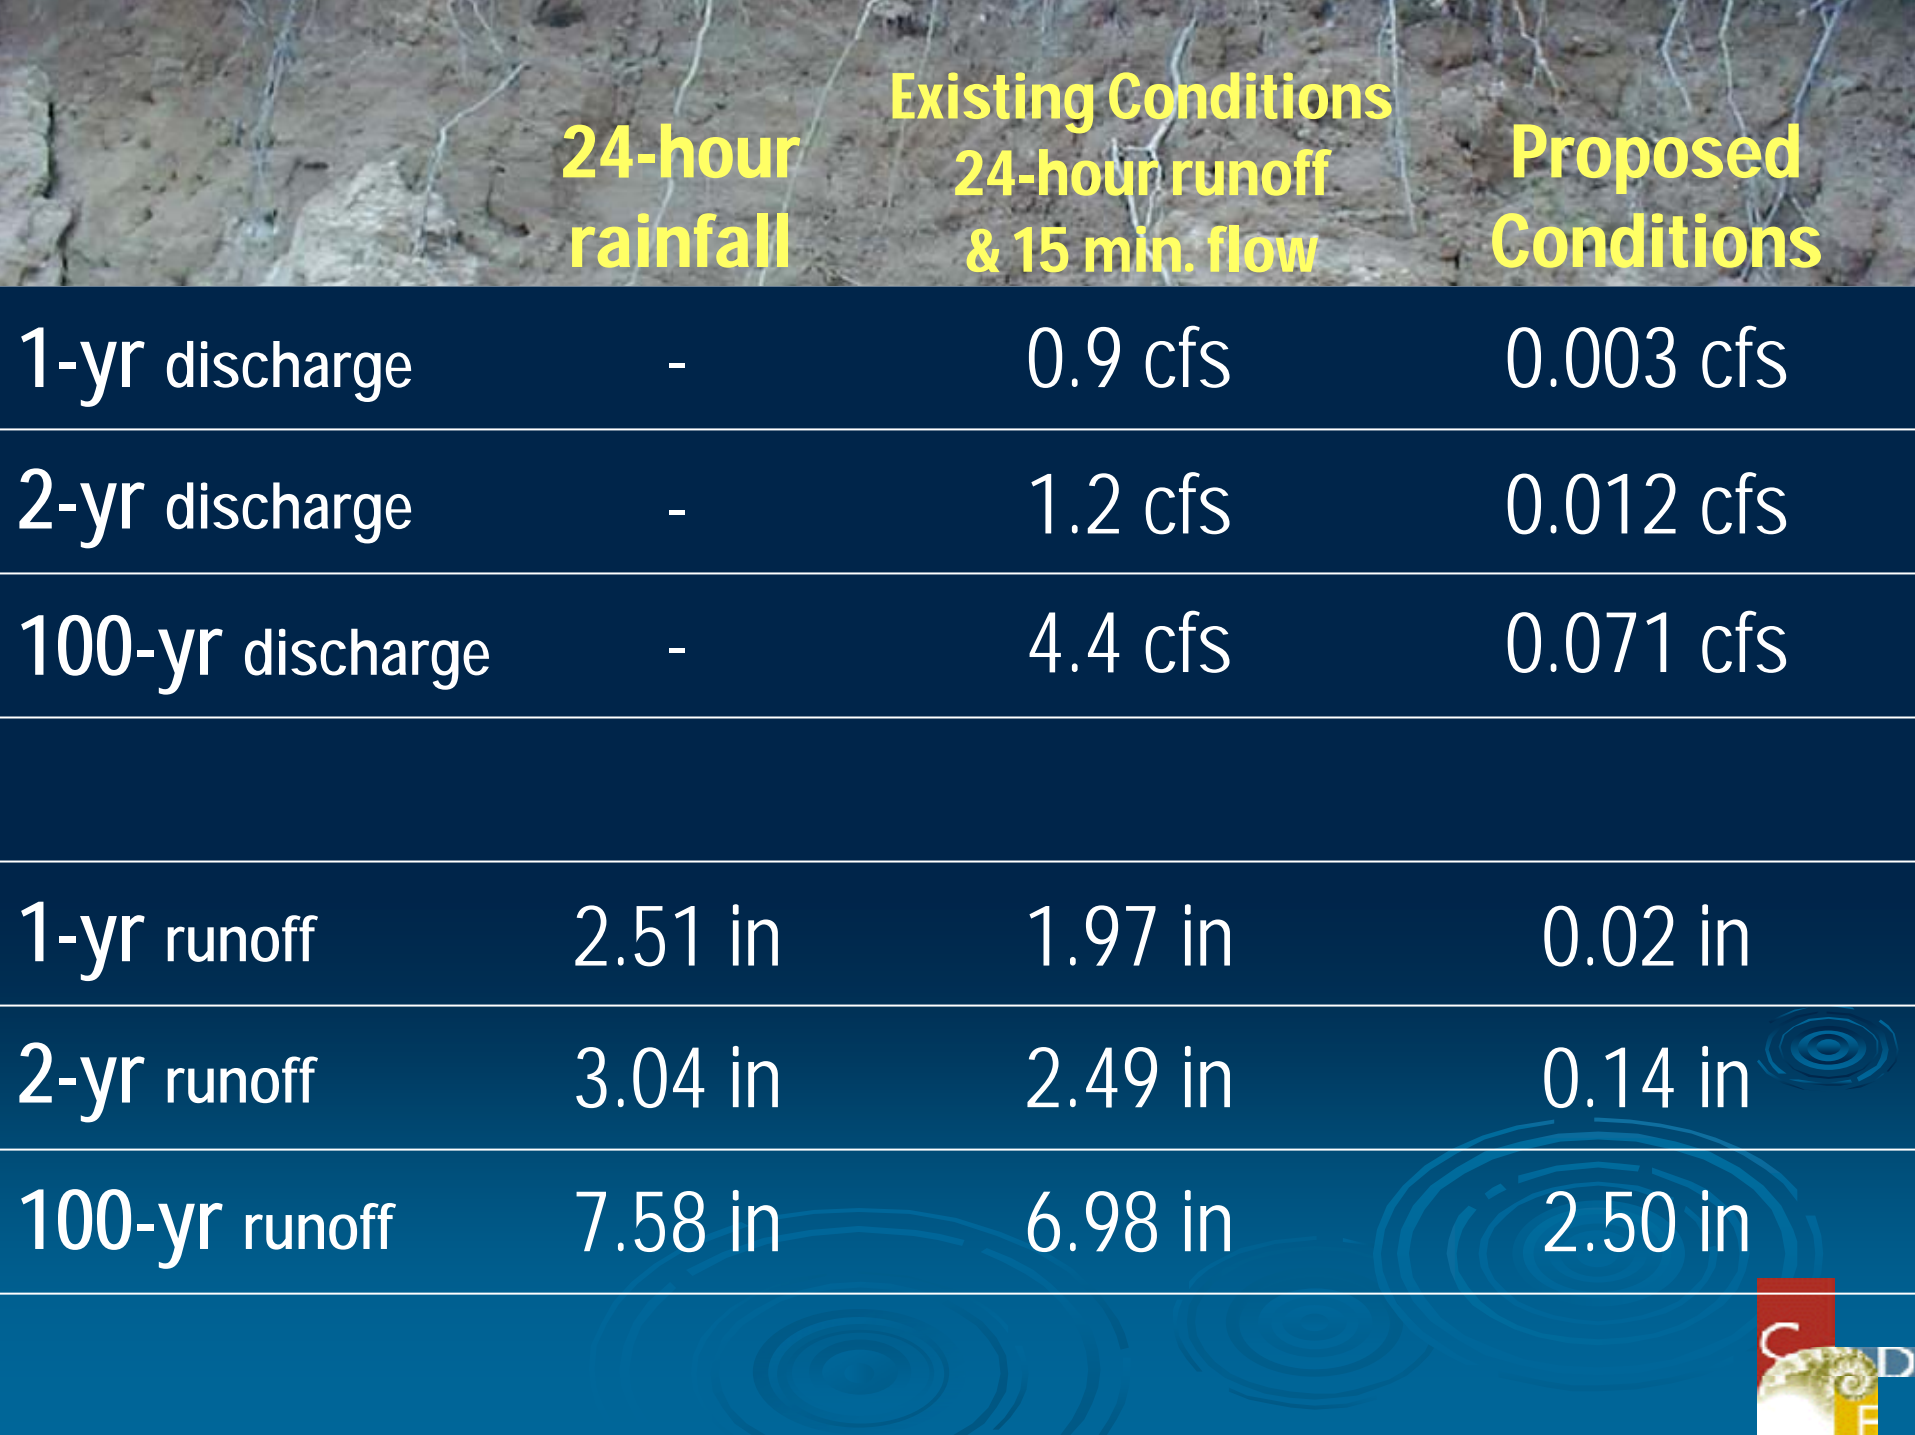 24-hour
rainfall
Existing Conditions
24-hour runoff
& 15 min. flow
Proposed
Conditions
1-yr discharge - 0.9 cfs 0.003 cfs
2-yr discharge - 1.2 cfs 0.012 cfs
100-yr discharge - 4.4 cfs 0.071 cfs
1-yr runoff 2.51 in 1.97 in 0.02 in
2-yr runoff 3.04 in 2.49 in 0.14 in
100-yr runoff 7.58 in 6.98 in 2.50 in
C D
F